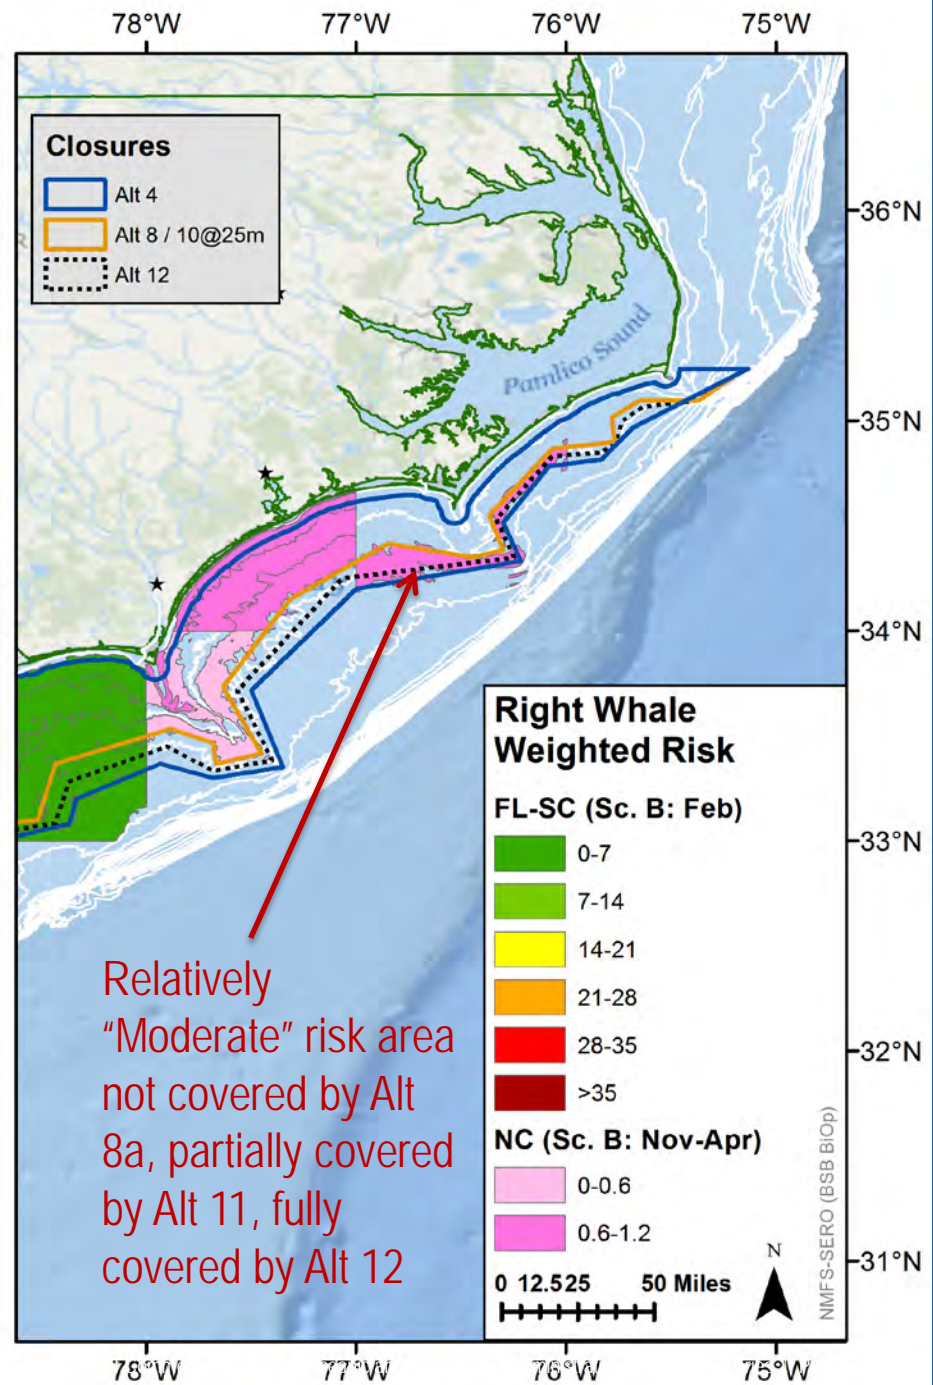 78°W 77°W 76°W 75°W
Closures
Alt 4
Alt 8 / 10@25m
Alt 12
36°N
Pamlico Sound
35°N
34°N
Right Whale
Weighted Risk
FL-SC (Sc. B: Feb)
0-7
33°N
7-14
14-21
21-28
28-35
32°N
>35
NC (Sc. B: Nov-Apr)
0-0.6
0.6-1.2
Relatively
“Moderate” risk area
not covered by Alt
8a, partially covered
by Alt 11, fully
covered by Alt 12
N
31°N
0 12.5 25 50 Miles
NMFS-SERO (BSB BiOp)
78°W 77°W 76°W 75°W